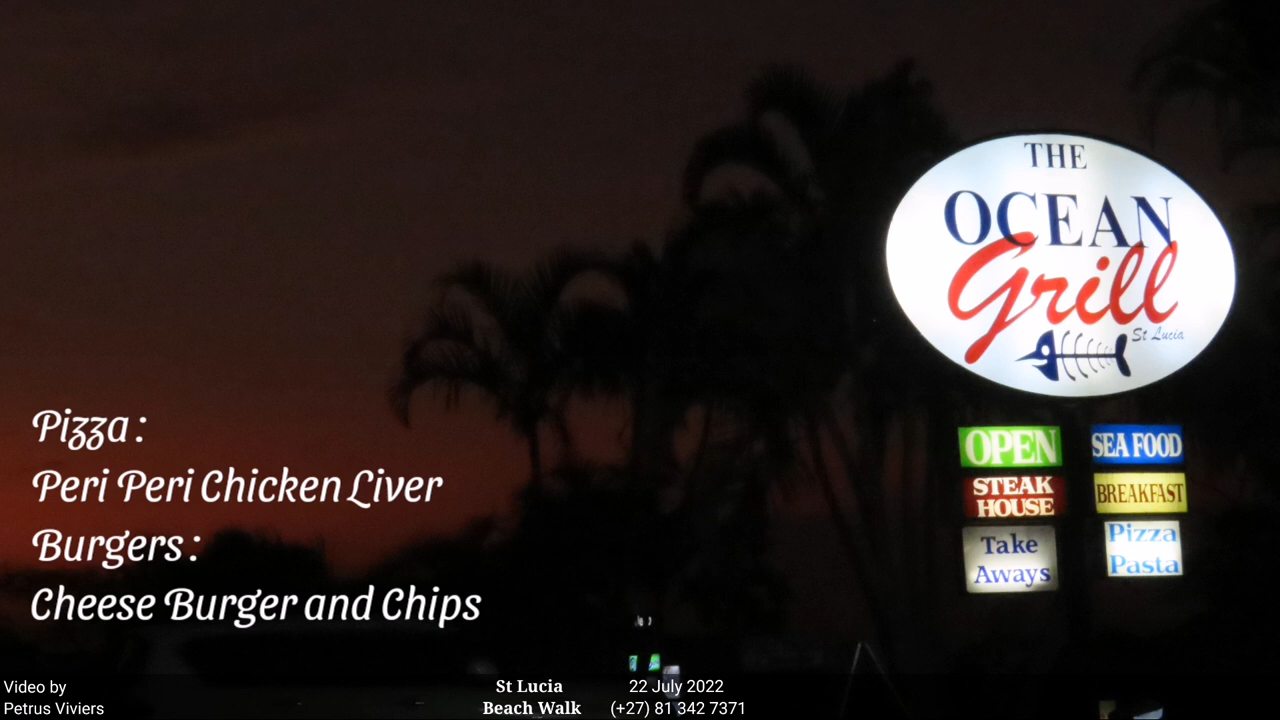 THE
OCEAN
Grill
St Lucia
OPEN
SEA FOOD
STEAK
HOUSE
BREAKFAST
Take
Aways
Pizza
Pasta
Pizza :
Peri Peri Chicken Liver
Burgers :
Cheese Burger and Chips
Video by
Petrus Viviers
St Lucia
Beach Walk
22 July 2022
(+27) 81 342 7371